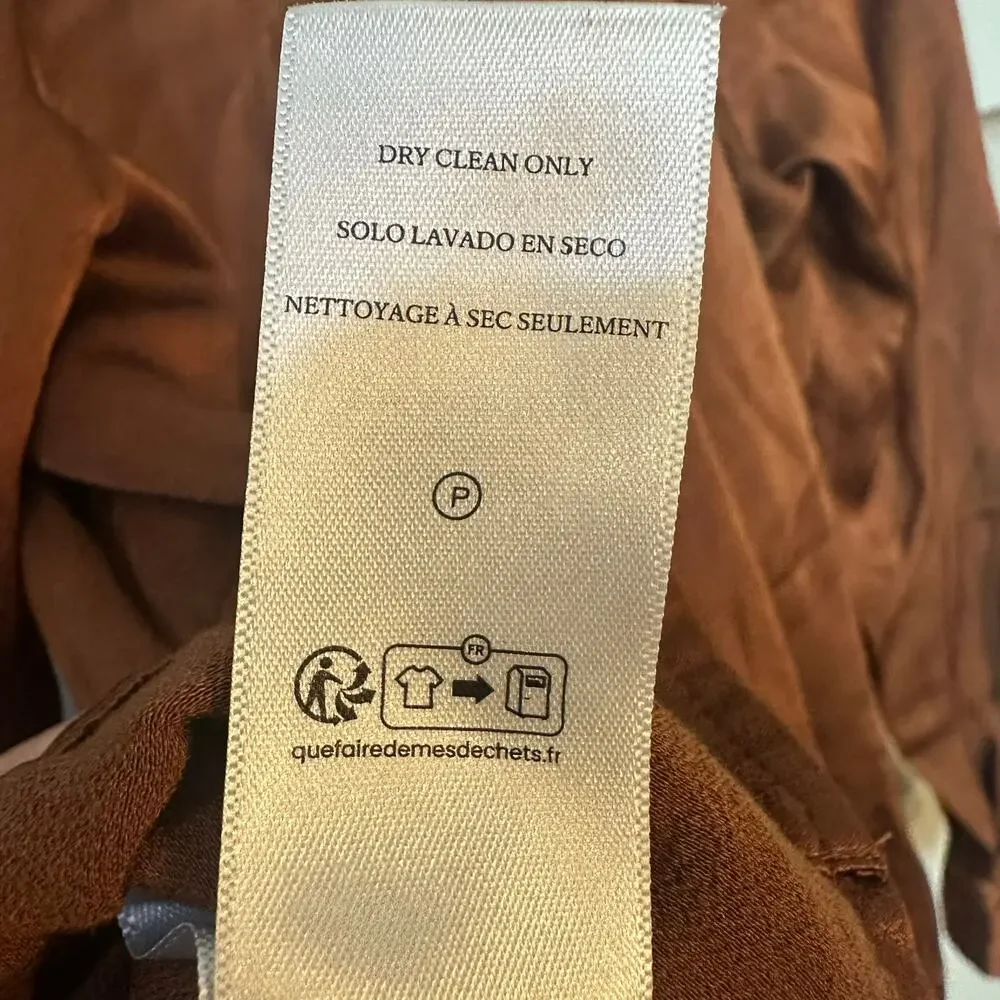 DRY CLEAN ONLY
SOLO LAVADO EN SECO
NETTOYAGE À SEC SEULEMENT
P
FR
quefairedemesdechets.fr